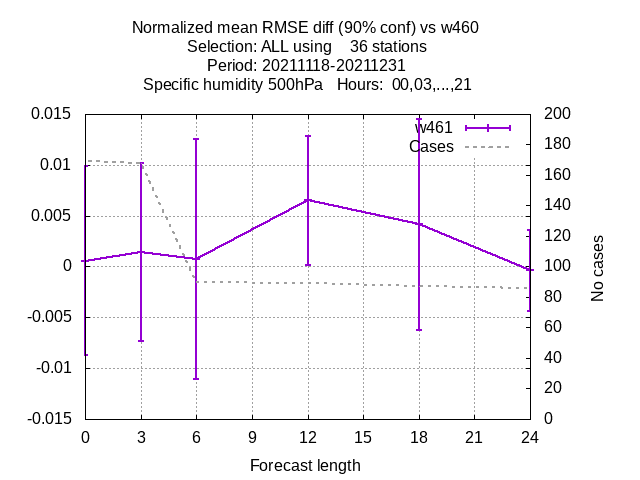 Normalized mean RMSE diff (90% conf) vs w460
Selection: ALL using    36 stations
Period: 20211118-20211231
Specific humidity 500hPa   Hours:  00,03,...,21
0.015
0.01
0.005
0
-0.005
-0.01
-0.015
w461
Cases
200
180
160
140
120
100
80
60
40
20
0
No cases
0 3 6 9 12 15 18 21 24
Forecast length